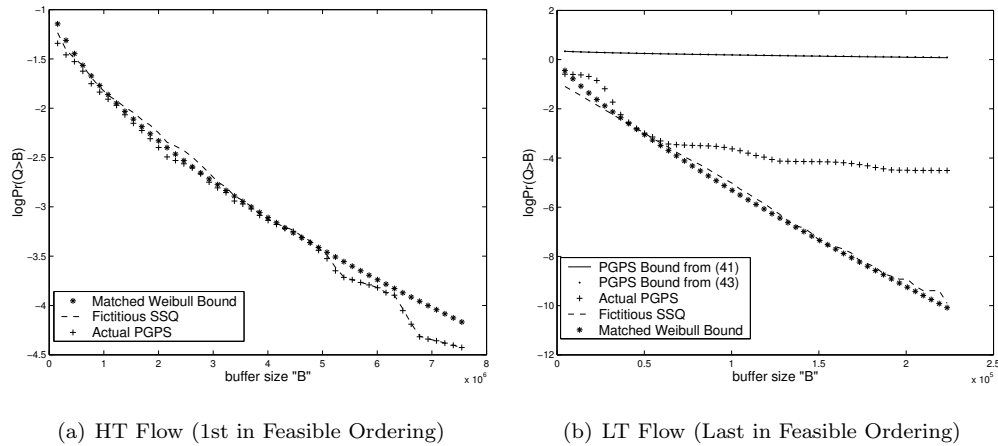 -1
-1.5
-2
-2.5
-3
-3.5
-4
-4.5
logPr(Q>B)
Matched Weibull Bound
Fictitious SSQ
Actual PGPS
0 1 2 3 4 5 6 7 8
buffer size "B"
x 10^6
(a) HT Flow (1st in Feasible Ordering)
2
0
-2
-4
-6
-8
-10
-12
logPr(Q>B)
PGPS Bound from (41)
PGPS Bound from (43)
Actual PGPS
Fictitious SSQ
Matched Weibull Bound
0 0.5 1 1.5 2 2.5
buffer size "B"
x 10^5
(b) LT Flow (Last in Feasible Ordering)